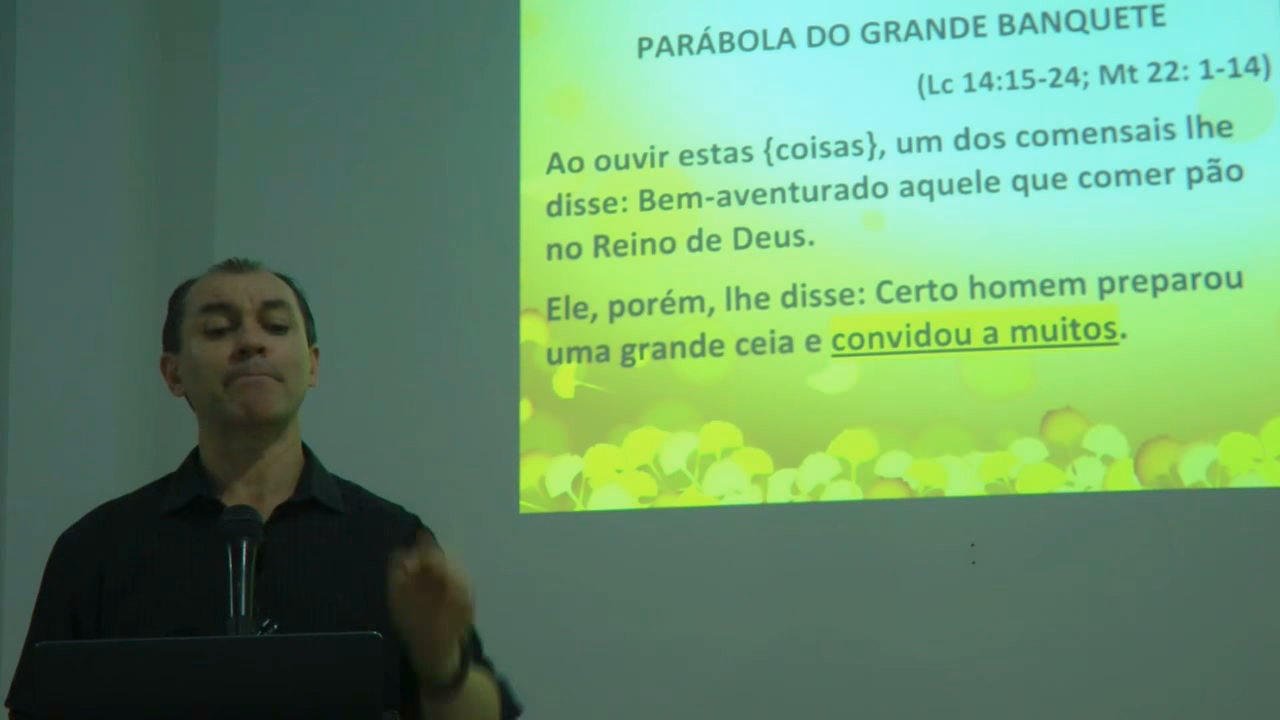 PARÁBOLA DO GRANDE BANQUETE
(Lc 14:15-24; Mt 22: 1-14)
Ao ouvir estas {coisas}, um dos comensais lhe
disse: Bem-aventurado aquele que comer pão
no Reino de Deus.
Ele, porém, lhe disse: Certo homem preparou
uma grande ceia e convidou a muitos.